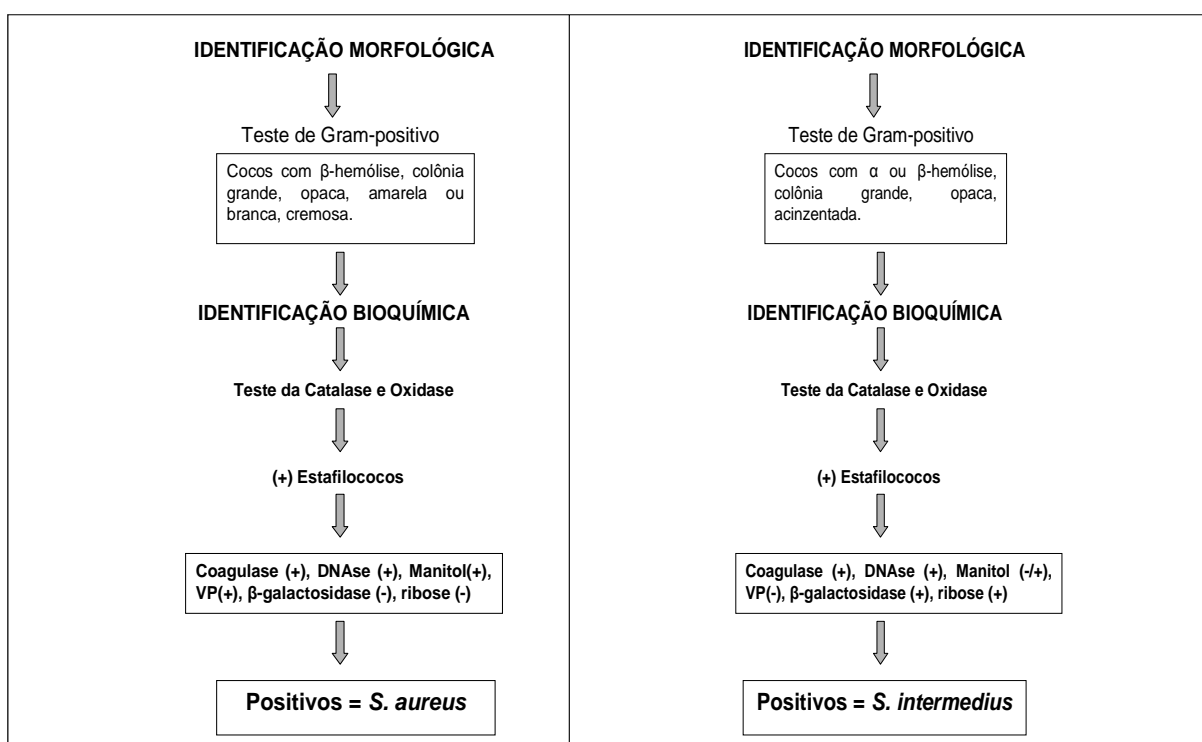 IDENTIFICAÇÃO MORFOLÓGICA
Teste de Gram-positivo
Cocos com β-hemólise, colônia
grande, opaca, amarela ou
branca, cremosa.
IDENTIFICAÇÃO BIOQUÍMICA
Teste da Catalase e Oxidase
(+) Estafilococos
Coagulase (+), DNAse (+), Manitol(+),
VP(+), β-galactosidase (-), ribose (-)
Positivos = S. aureus
IDENTIFICAÇÃO MORFOLÓGICA
Teste de Gram-positivo
Cocos com α ou β-hemólise,
colônia grande, opaca,
acinzentada.
IDENTIFICAÇÃO BIOQUÍMICA
Teste da Catalase e Oxidase
(+) Estafilococos
Coagulase (+), DNAse (+), Manitol (-/+),
VP(-), β-galactosidase (+), ribose (+)
Positivos = S. intermedius